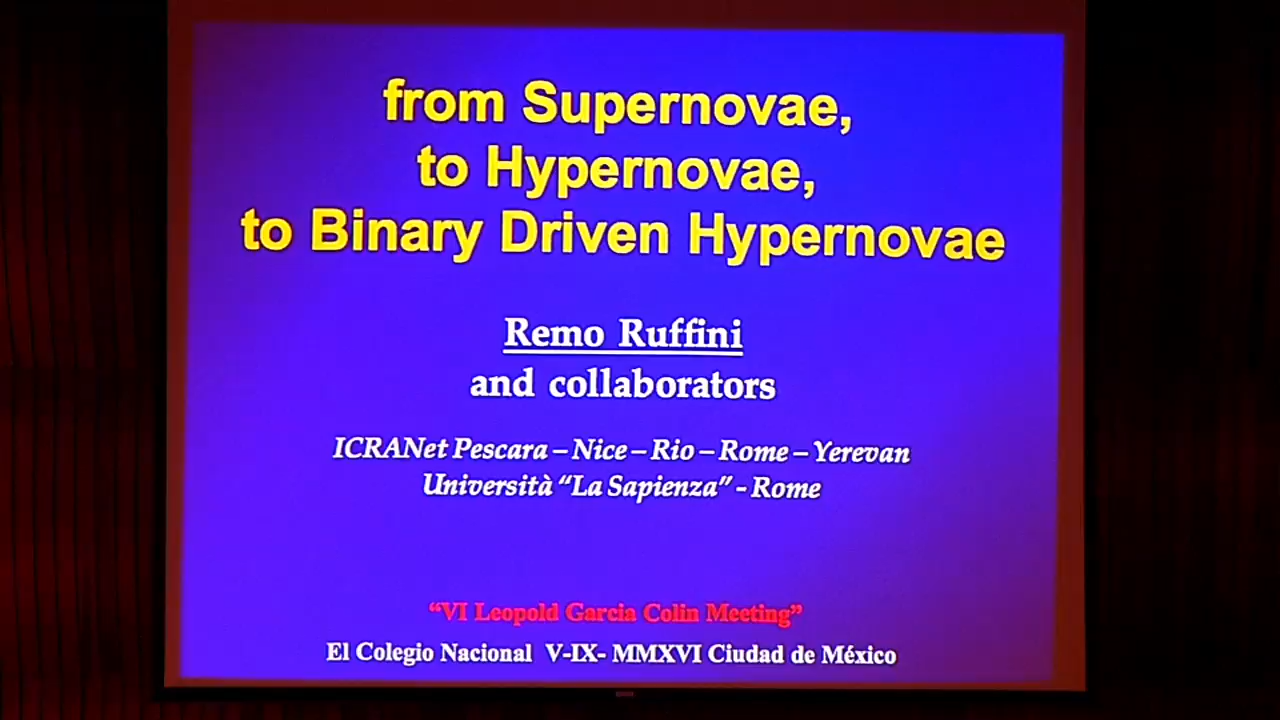 from Supernovae,
to Hypernovae,
to Binary Driven Hypernovae
Remo Ruffini
and collaborators
ICRANet Pescara – Nice – Rio – Rome – Yerevan
Università “La Sapienza” - Rome
“VI Leopold Garcia Colin Meeting”
El Colegio Nacional V-IX- MMXVI Ciudad de México